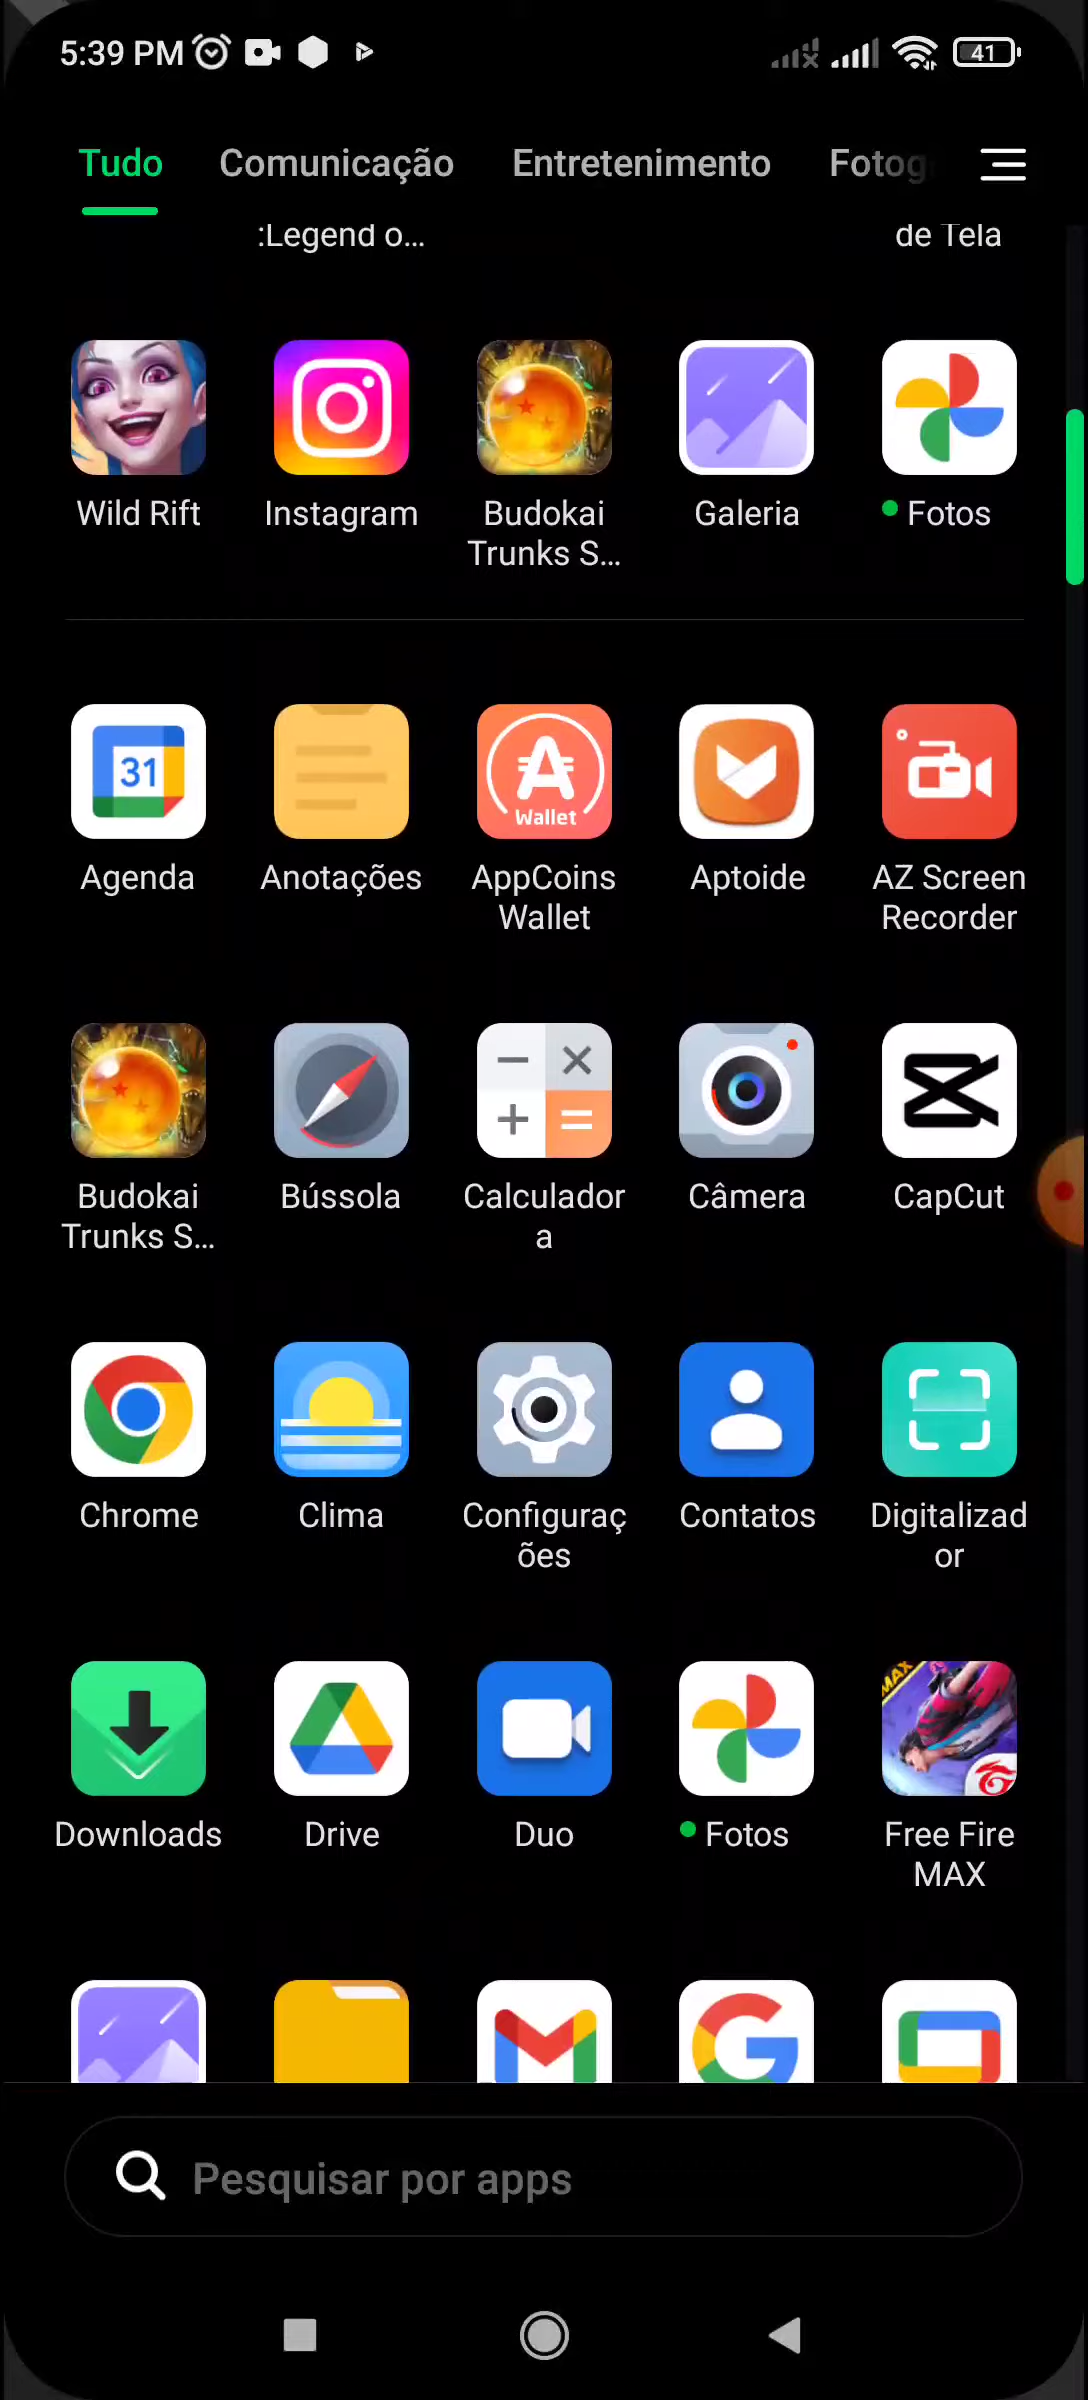 5:39 PM 41
Tudo Comunicação Entretenimento Fotog
:Legend o... de Tela
Wild Rift Instagram Budokai Galeria Fotos
Trunks S...
31 Wallet
Agenda Anotações AppCoins Aptoide AZ Screen
Wallet Recorder
Budokai Bússola Calculador Câmera CapCut
Trunks S... a
Chrome Clima Configuraç Contatos Digitalizad
ões or
MAX
Downloads Drive Duo Fotos Free Fire
MAX
Pesquisar por apps